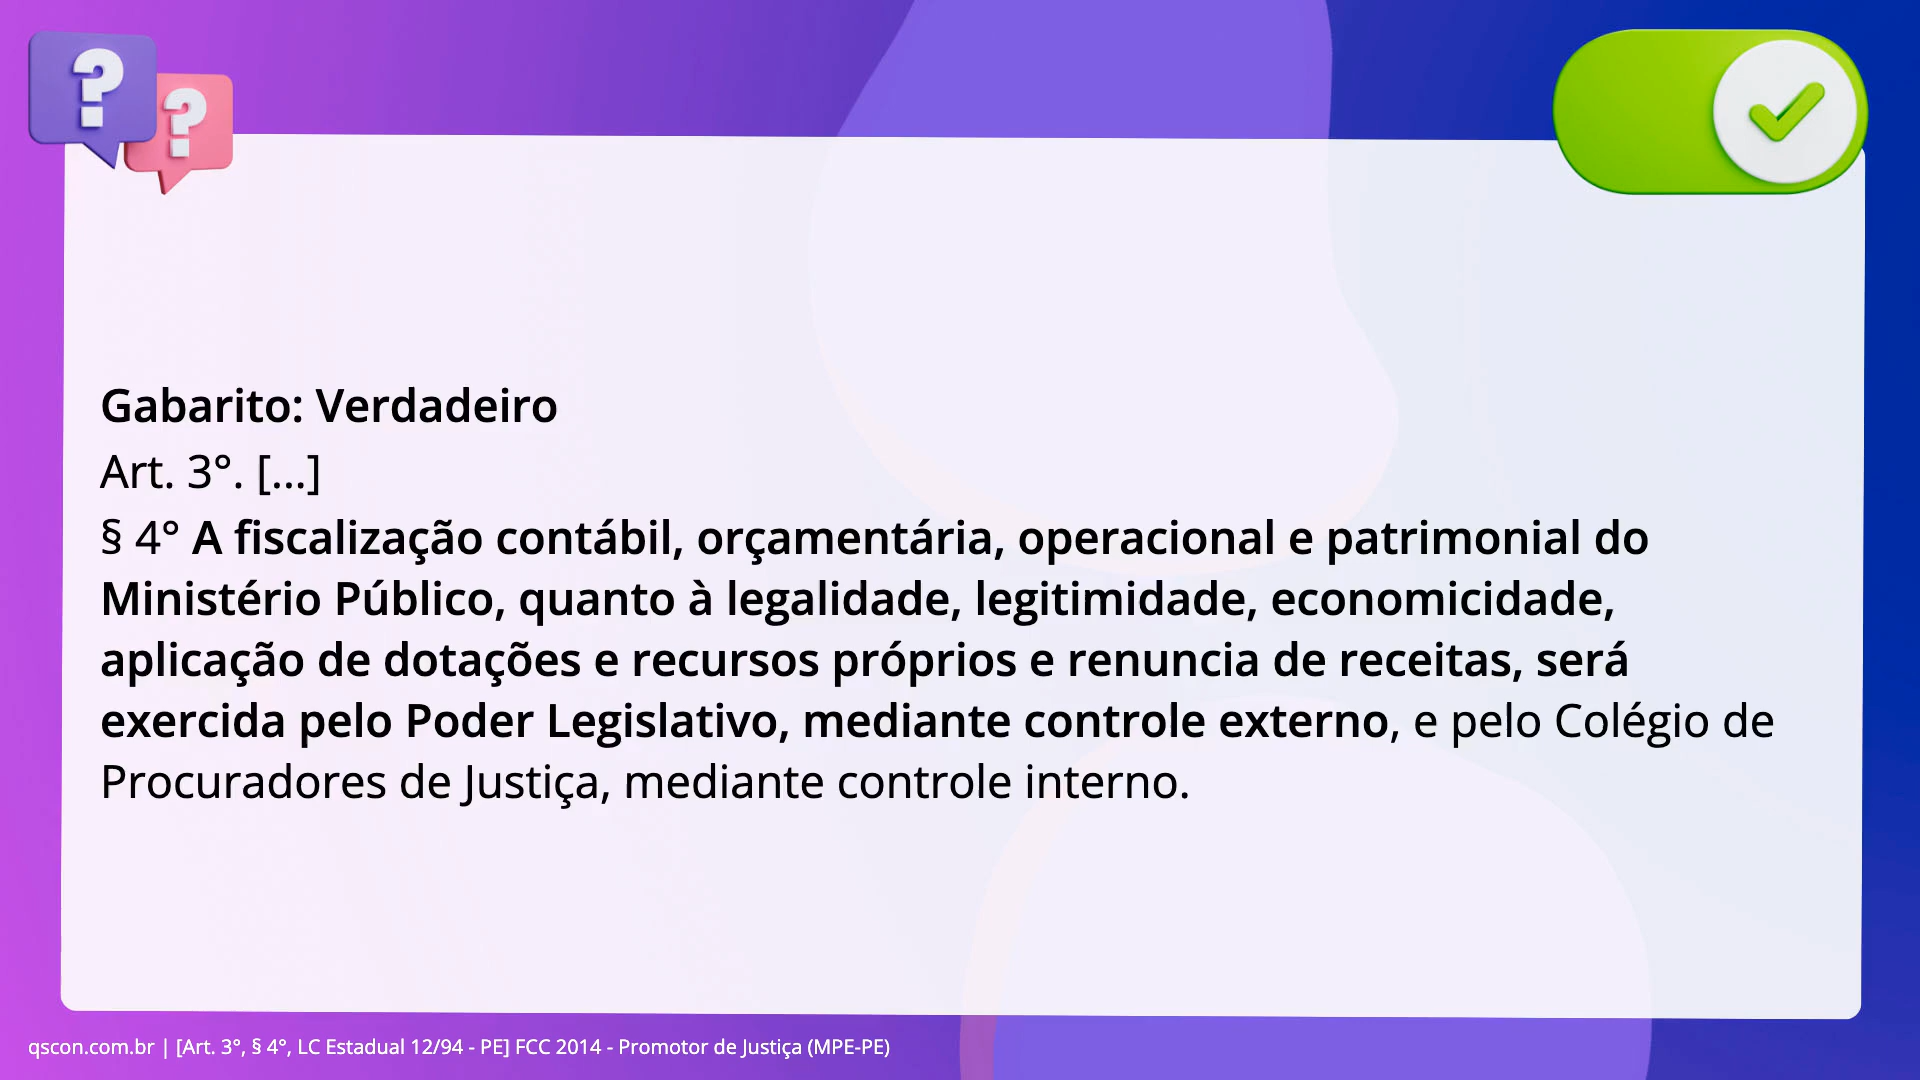 Gabarito: Verdadeiro
Art. 3°. [...]
§ 4° A fiscalização contábil, orçamentária, operacional e patrimonial do
Ministério Público, quanto à legalidade, legitimidade, economicidade,
aplicação de dotações e recursos próprios e renuncia de receitas, será
exercida pelo Poder Legislativo, mediante controle externo, e pelo Colégio de
Procuradores de Justiça, mediante controle interno.
qscon.com.br | [Art. 3°, § 4°, LC Estadual 12/94 - PE] FCC 2014 - Promotor de Justiça (MPE-PE)